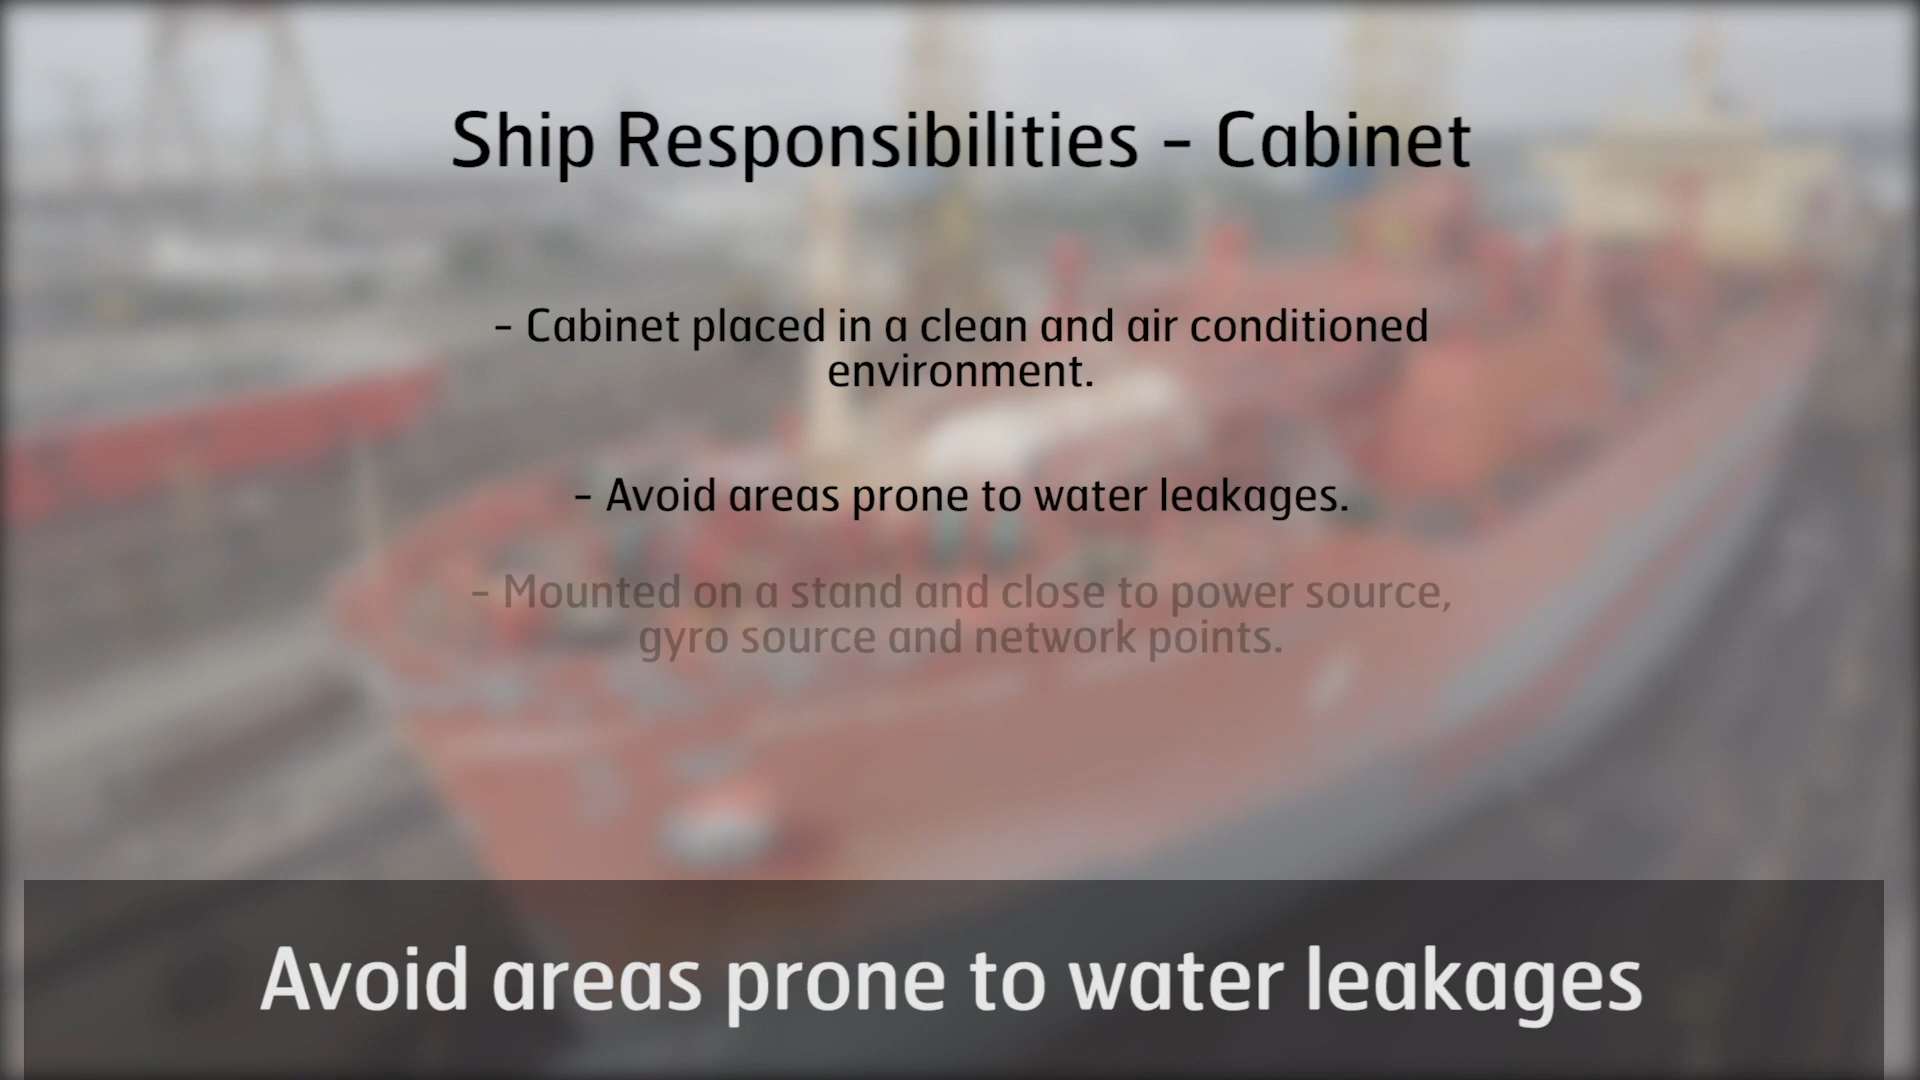 Ship Responsibilities - Cabinet
- Cabinet placed in a clean and air conditioned
environment.
- Avoid areas prone to water leakages.
- Mounted on a stand and close to power source,
gyro source and network points.
Avoid areas prone to water leakages